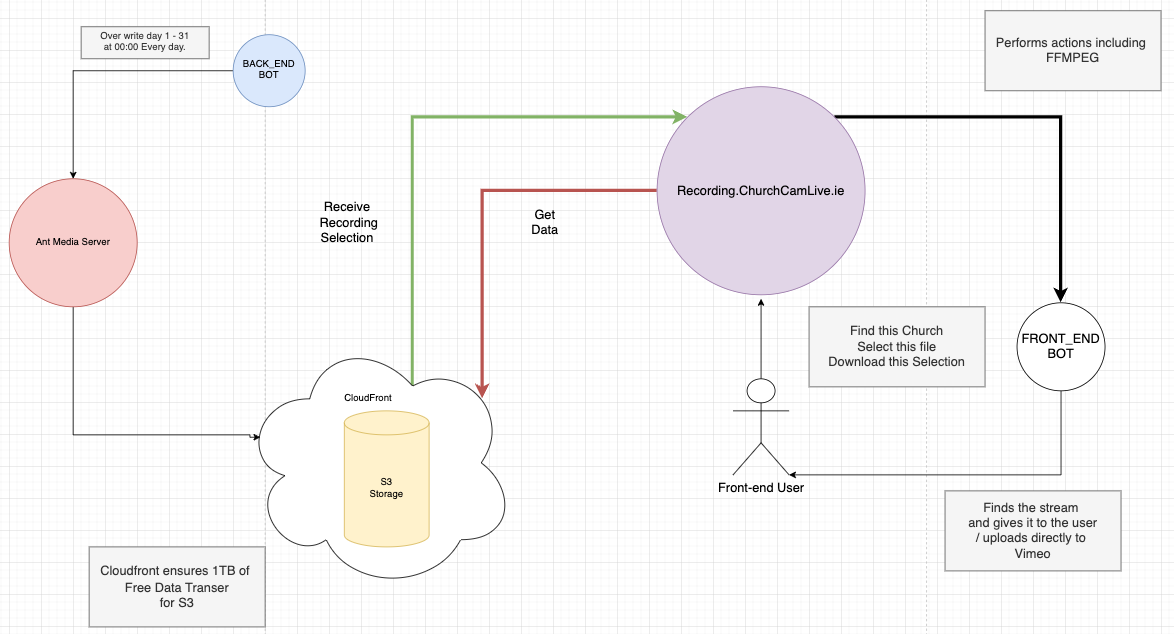 Over write day 1 - 31
at 00:00 Every day.
BACK_END
BOT
Performs actions including
FFMPEG
Recording.ChurchCamLive.ie
Receive
Recording
Selection
Get
Data
Ant Media Server
Find this Church
Select this file
Download this Selection
FRONT_END
BOT
CloudFront
S3
Storage
Front-end User
Finds the stream
and gives it to the user
/ uploads directly to
Vimeo
Cloudfront ensures 1TB of
Free Data Transer
for S3